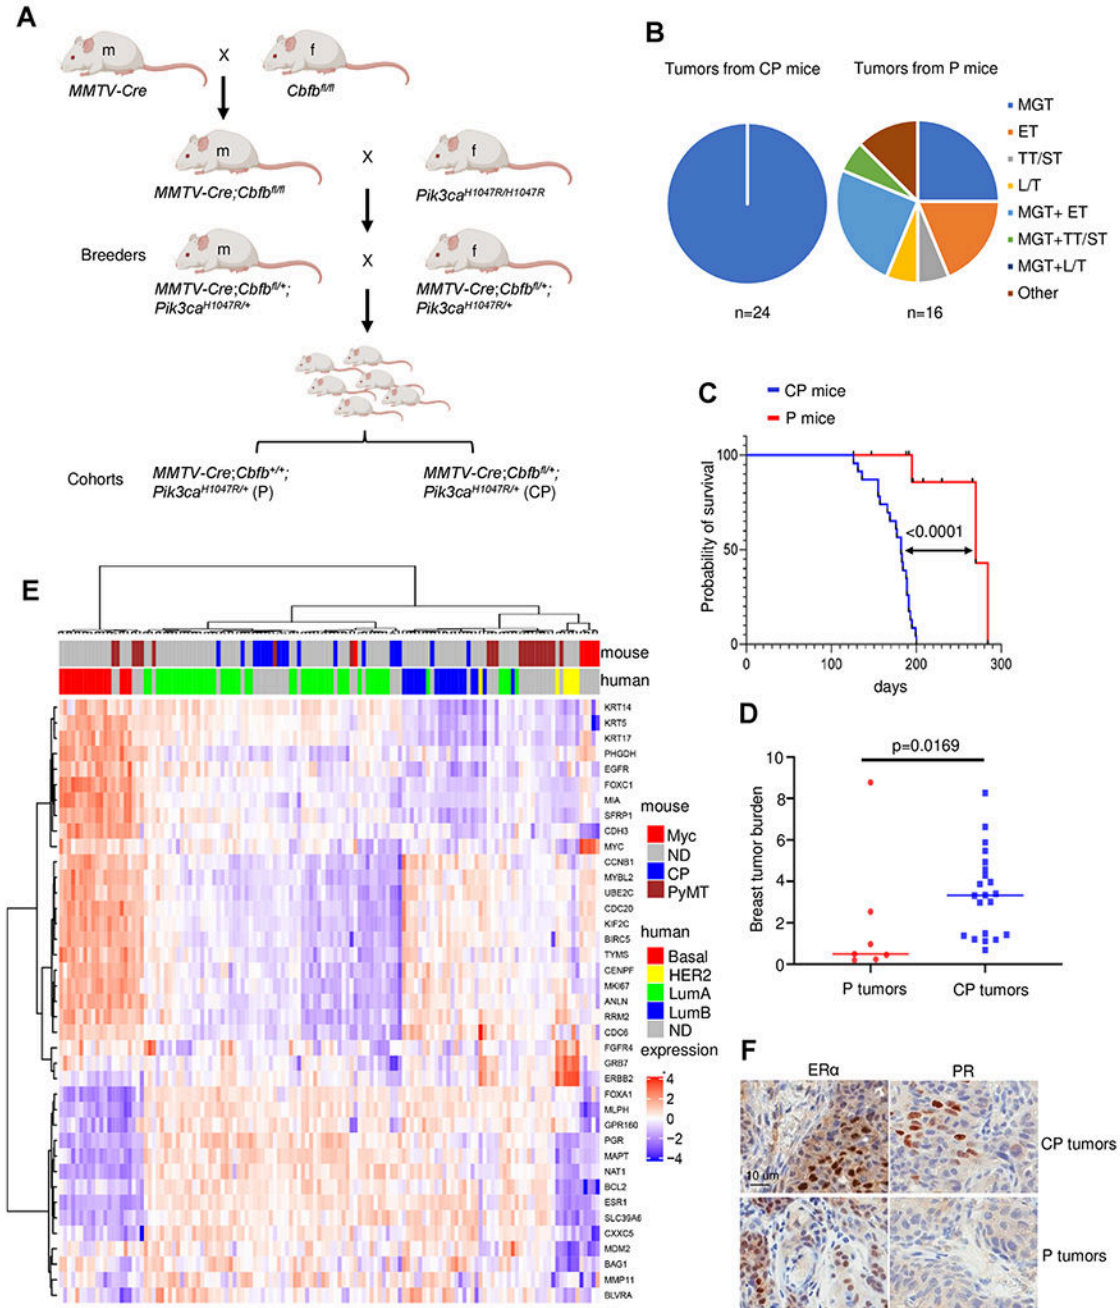 A
m
X
f
MMTV-Cre
Cbfb^fl/fl
m
X
f
MMTV-Cre;Cbfb^fl/fl
Pik3ca^H1047R/H1047R
Breeders
m
X
f
MMTV-Cre;Cbfb^fl/+;
Pik3ca^H1047R/+
MMTV-Cre;Cbfb^fl/+;
Pik3ca^H1047R/+
Cohorts
MMTV-Cre;Cbfb^+/+;
Pik3ca^H1047R/+ (P)
MMTV-Cre;Cbfb^fl/+;
Pik3ca^H1047R/+ (CP)
B
Tumors from CP mice
Tumors from P mice
n=24
n=16
MGT
ET
TT/ST
L/T
MGT+ ET
MGT+TT/ST
MGT+L/T
Other
C
CP mice
P mice
Probability of survival
100
50
0
<0.0001
0
100
200
300
days
D
p=0.0169
Breast tumor burden
10
8
6
4
2
0
P tumors
CP tumors
E
mouse
human
KRT14
KRT5
KRT17
PHGDH
EGFR
FOXC1
MIA
SFRP1
CDH3
MYC
CCNB1
MYBL2
UBE2C
CDC20
KIF2C
BIRC5
TYMS
CENPF
MKI67
ANLN
RRM2
CDC6
FGFR4
GRB7
ERBB2
FOXA1
MLPH
GPR160
PGR
MAPT
NAT1
BCL2
ESR1
SLC39A6
CXXC5
MDM2
BAG1
MMP11
BLVRA
mouse
Myc
ND
CP
PyMT
human
Basal
HER2
LumA
LumB
ND
expression
4
2
0
−2
−4
F
ERα
PR
10 um
CP tumors
P tumors